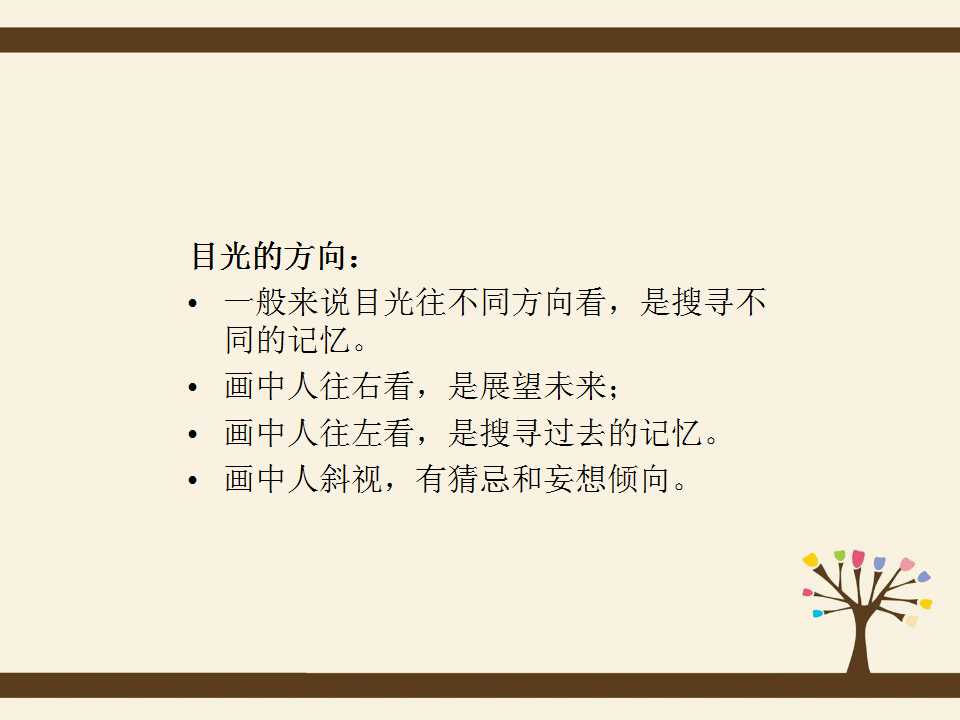 目光的方向：
• 一般来说目光往不同方向看，是搜寻不
同的记忆。
• 画中人往右看，是展望未来；
• 画中人往左看，是搜寻过去的记忆。
• 画中人斜视，有猜忌和妄想倾向。